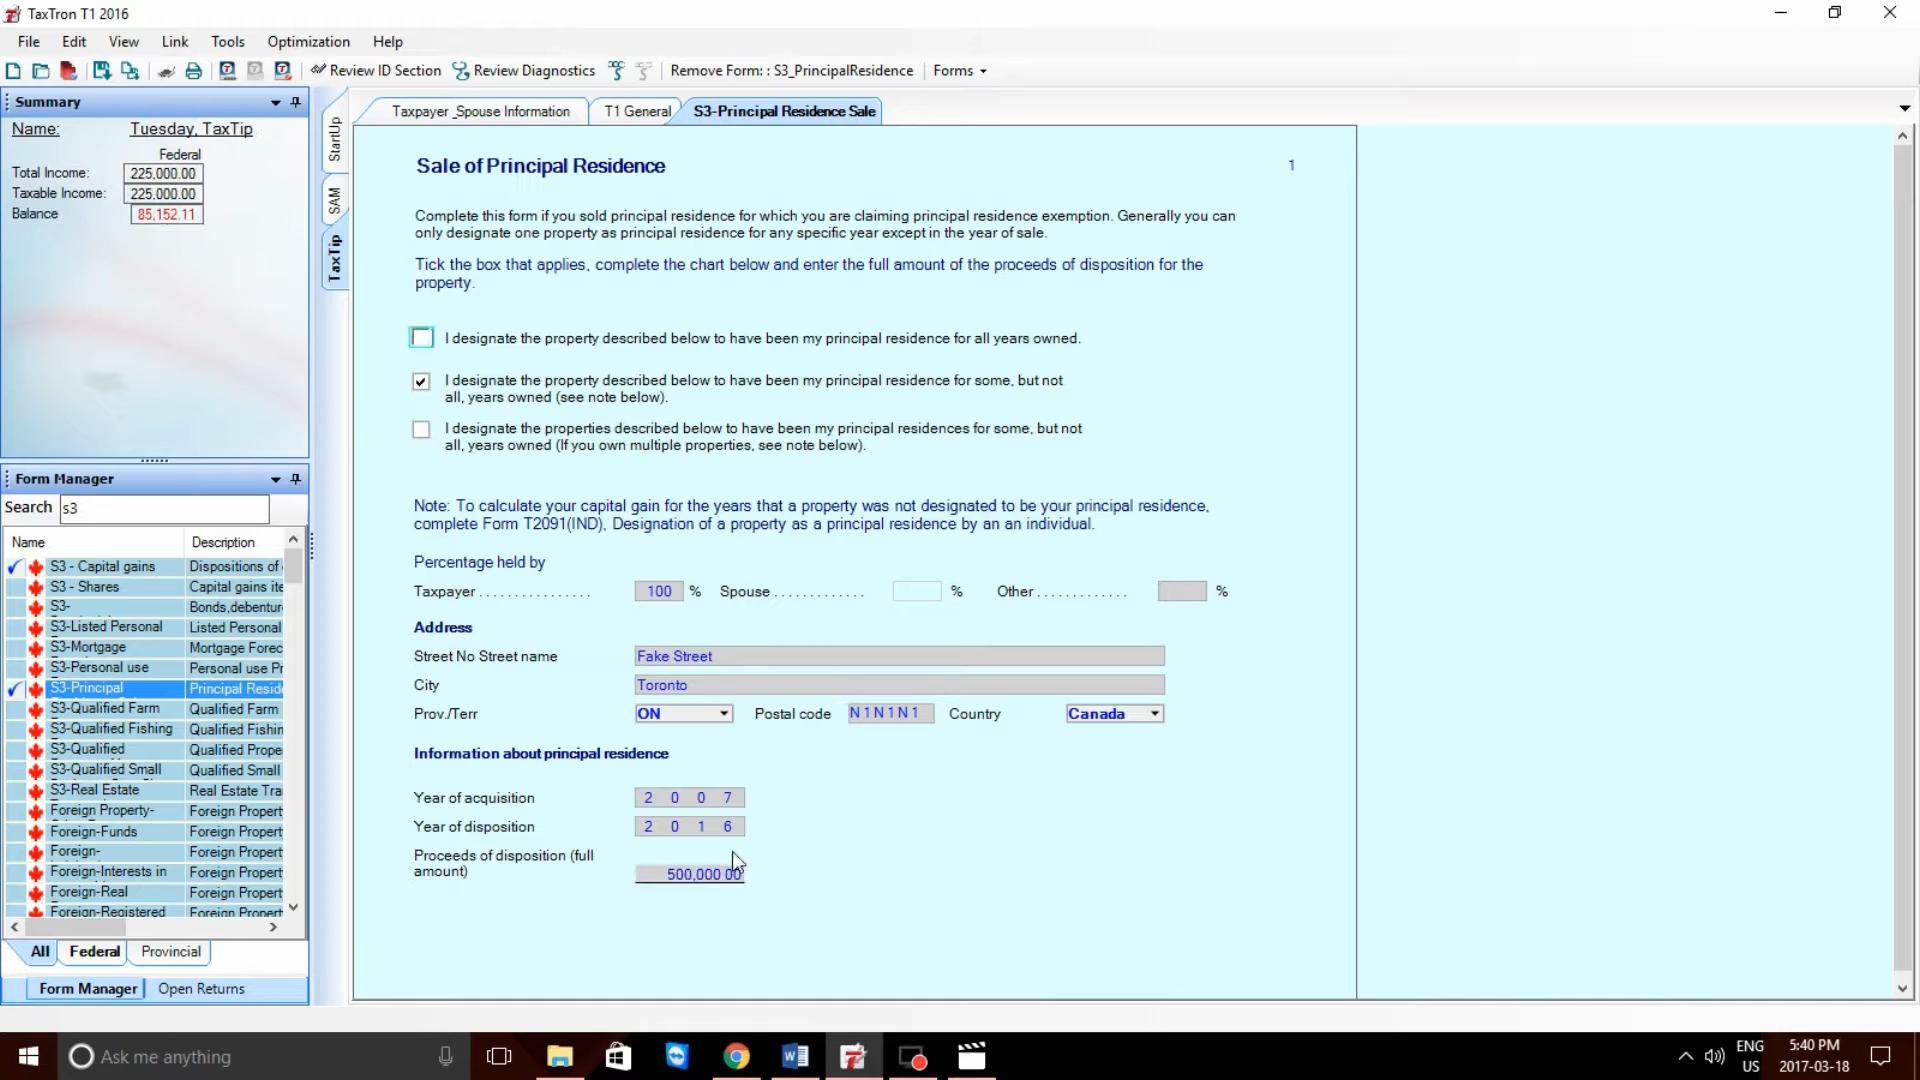 TaxTron T1 2016
File Edit View Link Tools Optimization Help
Review ID Section Review Diagnostics Remove Form: : S3_PrincipalResidence Forms
Summary
Name: Tuesday, TaxTip
Federal
Total Income: 225,000.00
Taxable Income: 225,000.00
Balance 85,152.11
Form Manager
Search s3
Name Description
S3 - Capital gains Dispositions of
S3 - Shares Capital gains ite
S3- Bonds,debentur
S3-Listed Personal Listed Personal
S3-Mortgage Mortgage Forec
S3-Personal use Personal use Pr
S3-Principal Principal Resid
S3-Qualified Farm Qualified Farm
S3-Qualified Fishing Qualified Fishin
S3-Qualified Qualified Prope
S3-Qualified Small Qualified Small
S3-Real Estate Real Estate Tra
Foreign Property- Foreign Propert
Foreign-Funds Foreign Propert
Foreign- Foreign Propert
Foreign-Interests in Foreign Propert
Foreign-Real Foreign Propert
Foreign-Registered Foreign Propert
All Federal Provincial
Form Manager Open Returns
StartUp
SAM
TaxTip
Taxpayer _Spouse Information T1 General S3-Principal Residence Sale
Sale of Principal Residence 1
Complete this form if you sold principal residence for which you are claiming principal residence exemption. Generally you can
only designate one property as principal residence for any specific year except in the year of sale.
Tick the box that applies, complete the chart below and enter the full amount of the proceeds of disposition for the
property.
I designate the property described below to have been my principal residence for all years owned.
I designate the property described below to have been my principal residence for some, but not
all, years owned (see note below).
I designate the properties described below to have been my principal residences for some, but not
all, years owned (If you own multiple properties, see note below).
Note: To calculate your capital gain for the years that a property was not designated to be your principal residence,
complete Form T2091(IND), Designation of a property as a principal residence by an an individual.
Percentage held by
Taxpayer . . . . . . . . . . . . . . . . 100 % Spouse . . . . . . . . . . . . . % Other . . . . . . . . . . . . . %
Address
Street No Street name Fake Street
City Toronto
Prov./Terr ON Postal code N1N1N1 Country Canada
Information about principal residence
Year of acquisition 2 0 0 7
Year of disposition 2 0 1 6
Proceeds of disposition (full
amount) 500,000 00
Ask me anything
ENG
US
5:40 PM
2017-03-18